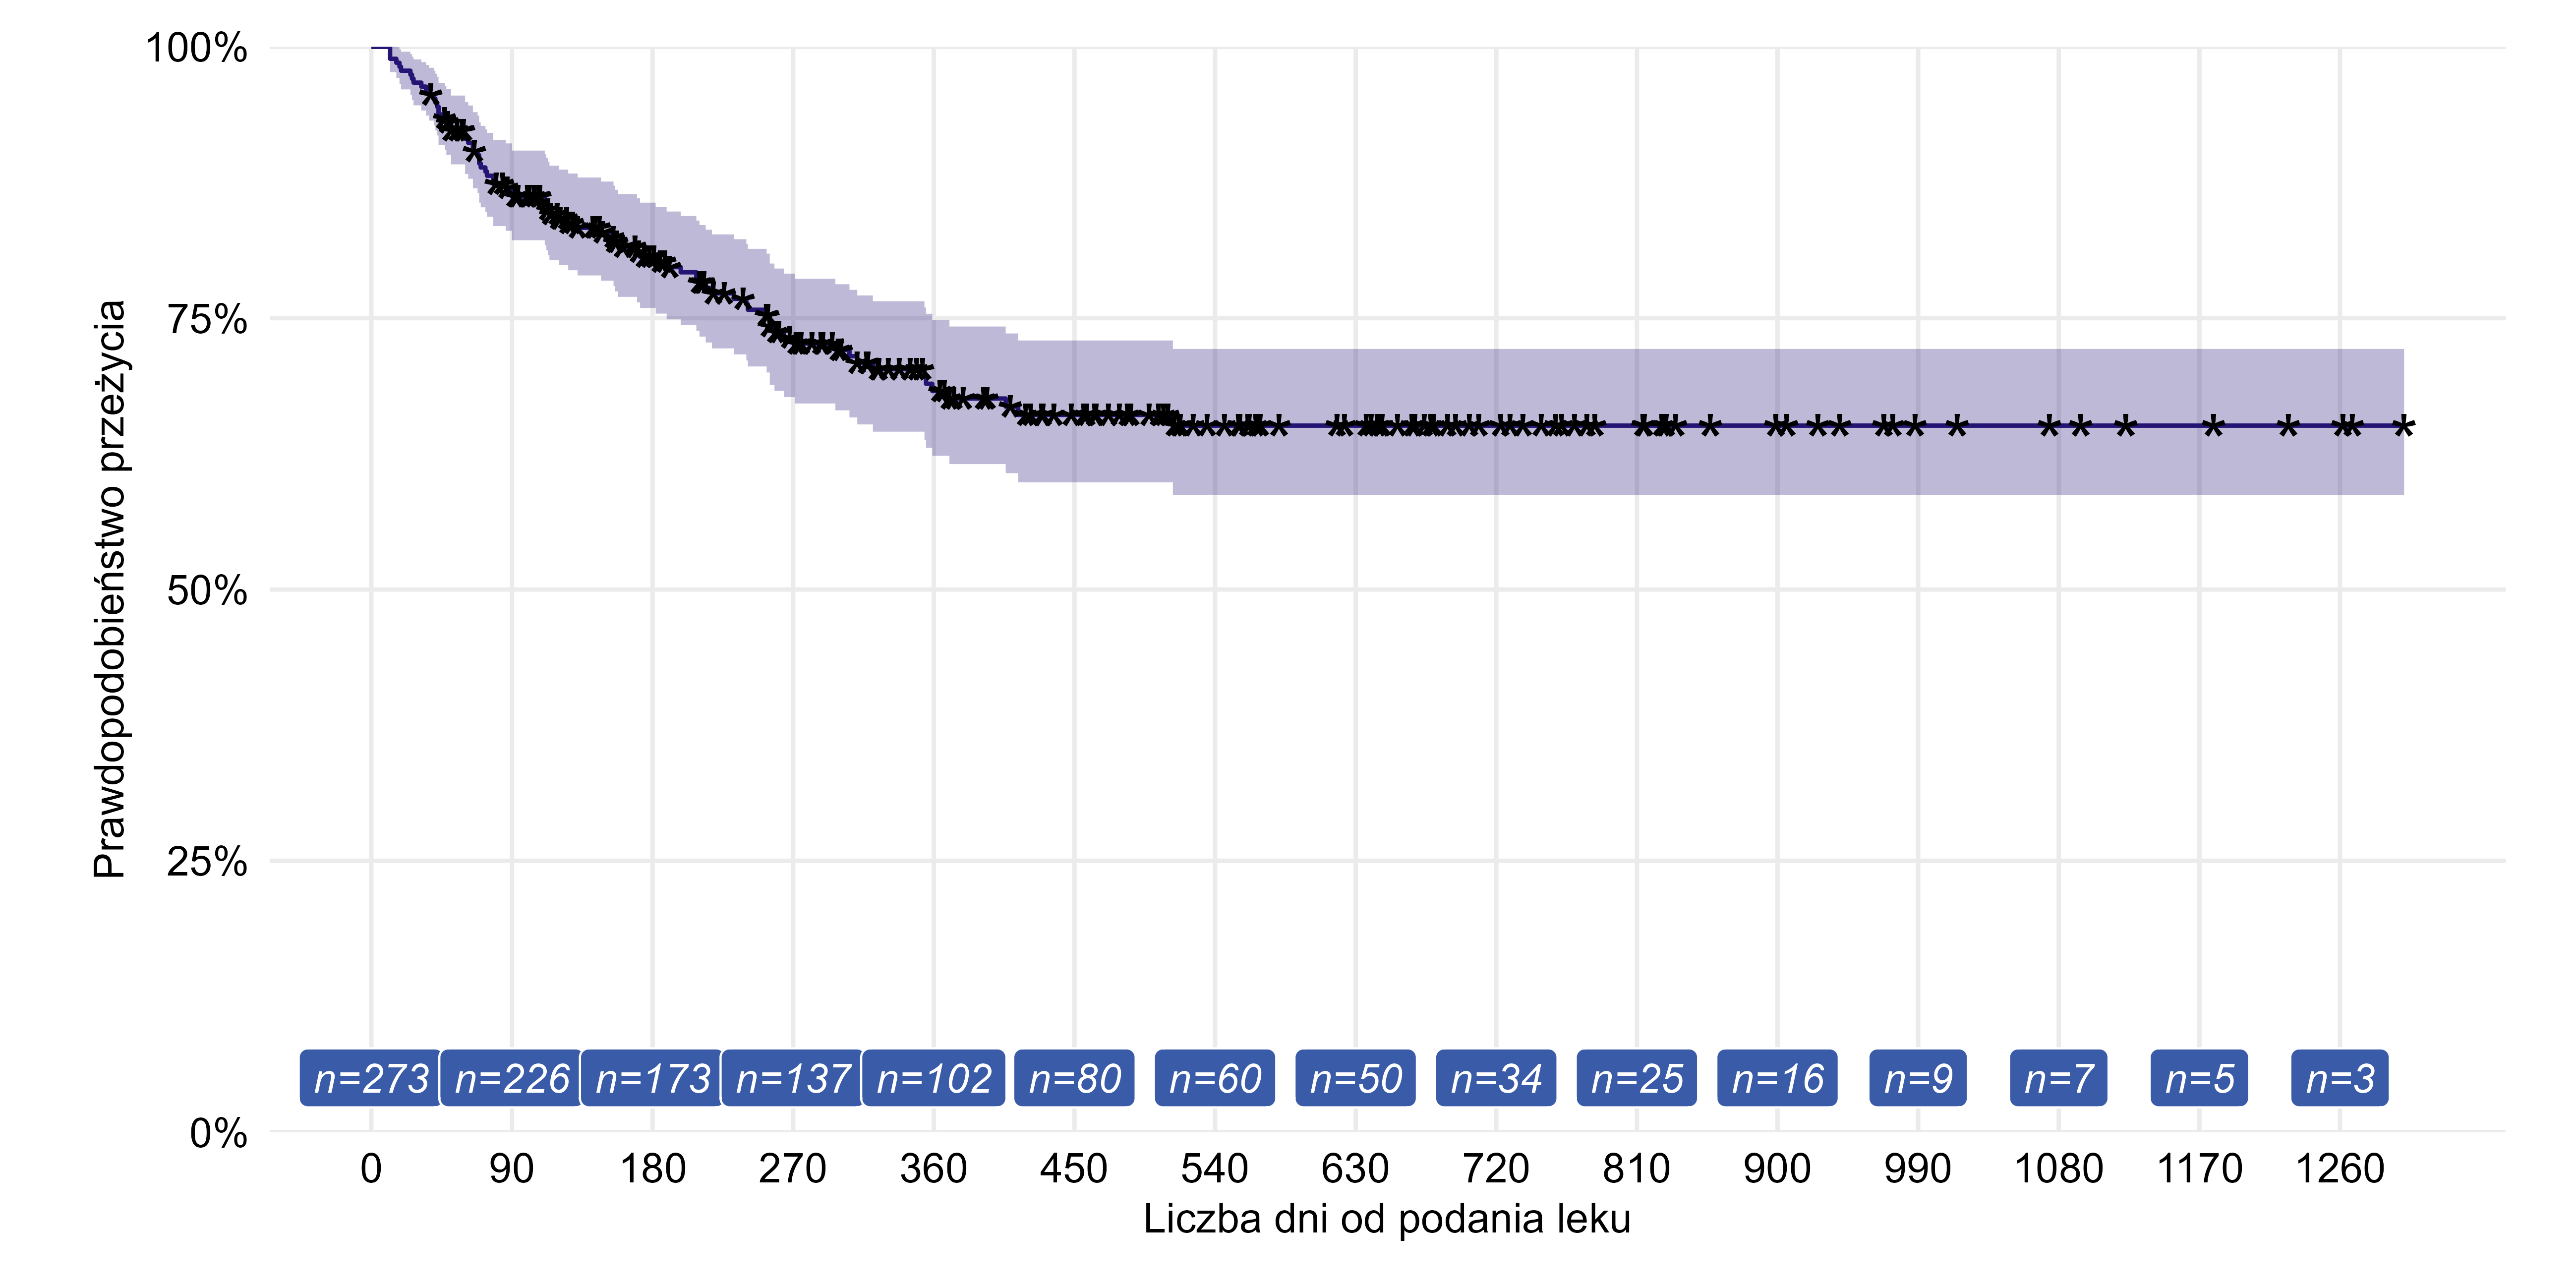 100%
75%
50%
25%
0%
Prawdopodobieństwo przeżycia
n=273 n=226 n=173 n=137 n=102 n=80 n=60 n=50 n=34 n=25 n=16 n=9 n=7 n=5 n=3
0 90 180 270 360 450 540 630 720 810 900 990 1080 1170 1260
Liczba dni od podania leku